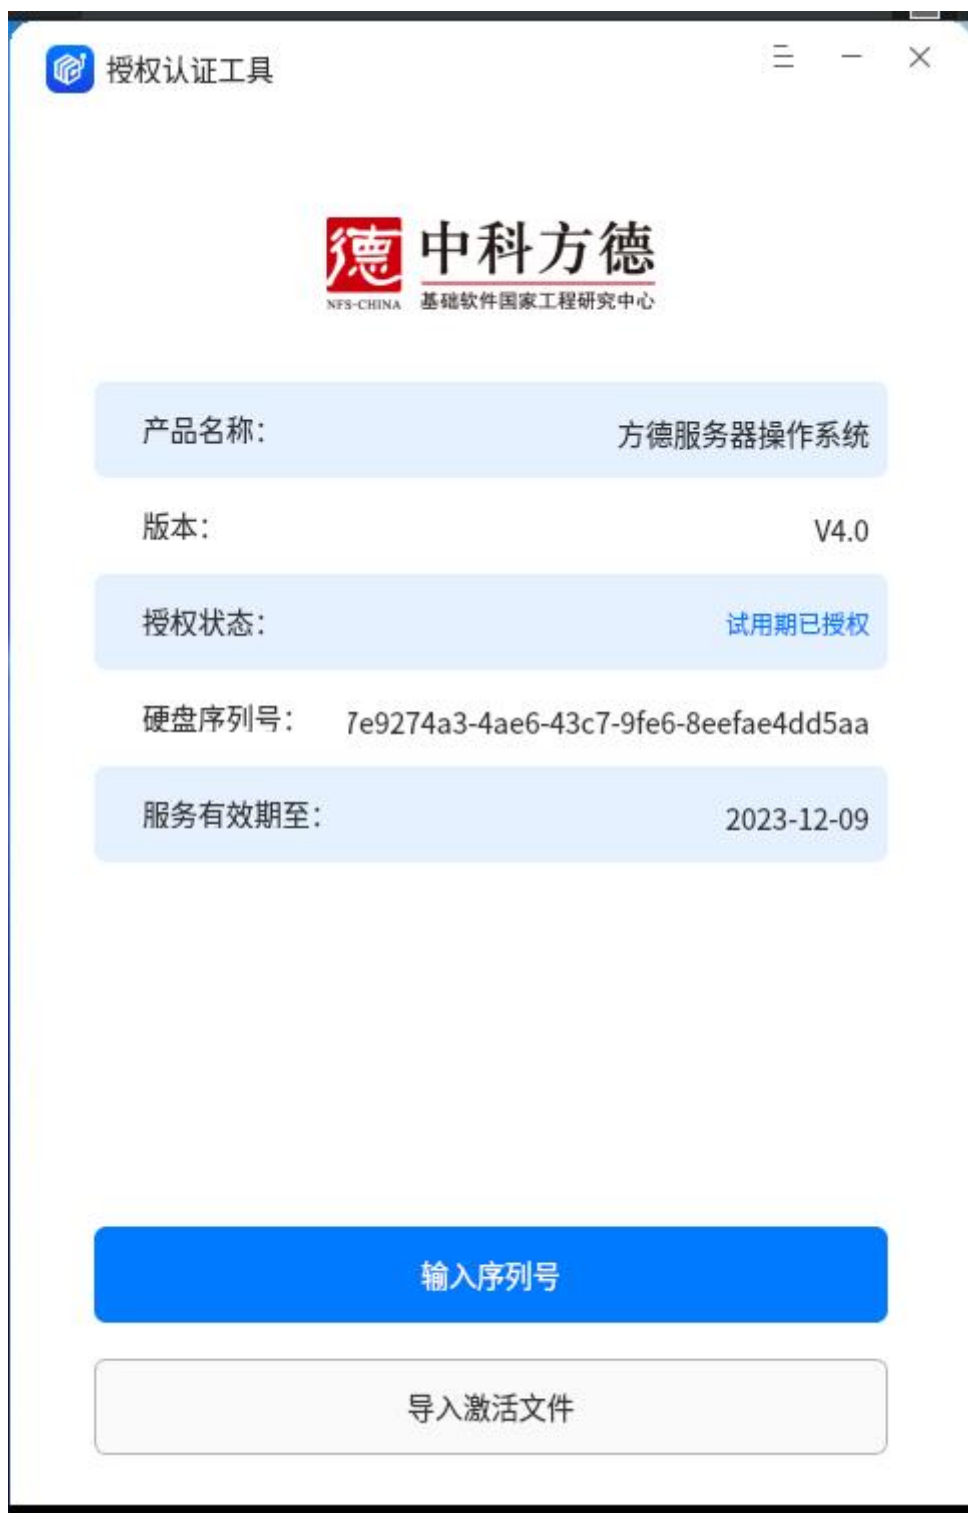 授权认证工具
德 中科方德
NFS-CHINA 基础软件国家工程研究中心
产品名称： 方德服务器操作系统
版本： V4.0
授权状态： 试用期已授权
硬盘序列号： 7e9274a3-4ae6-43c7-9fe6-8eefae4dd5aa
服务有效期至： 2023-12-09
输入序列号
导入激活文件